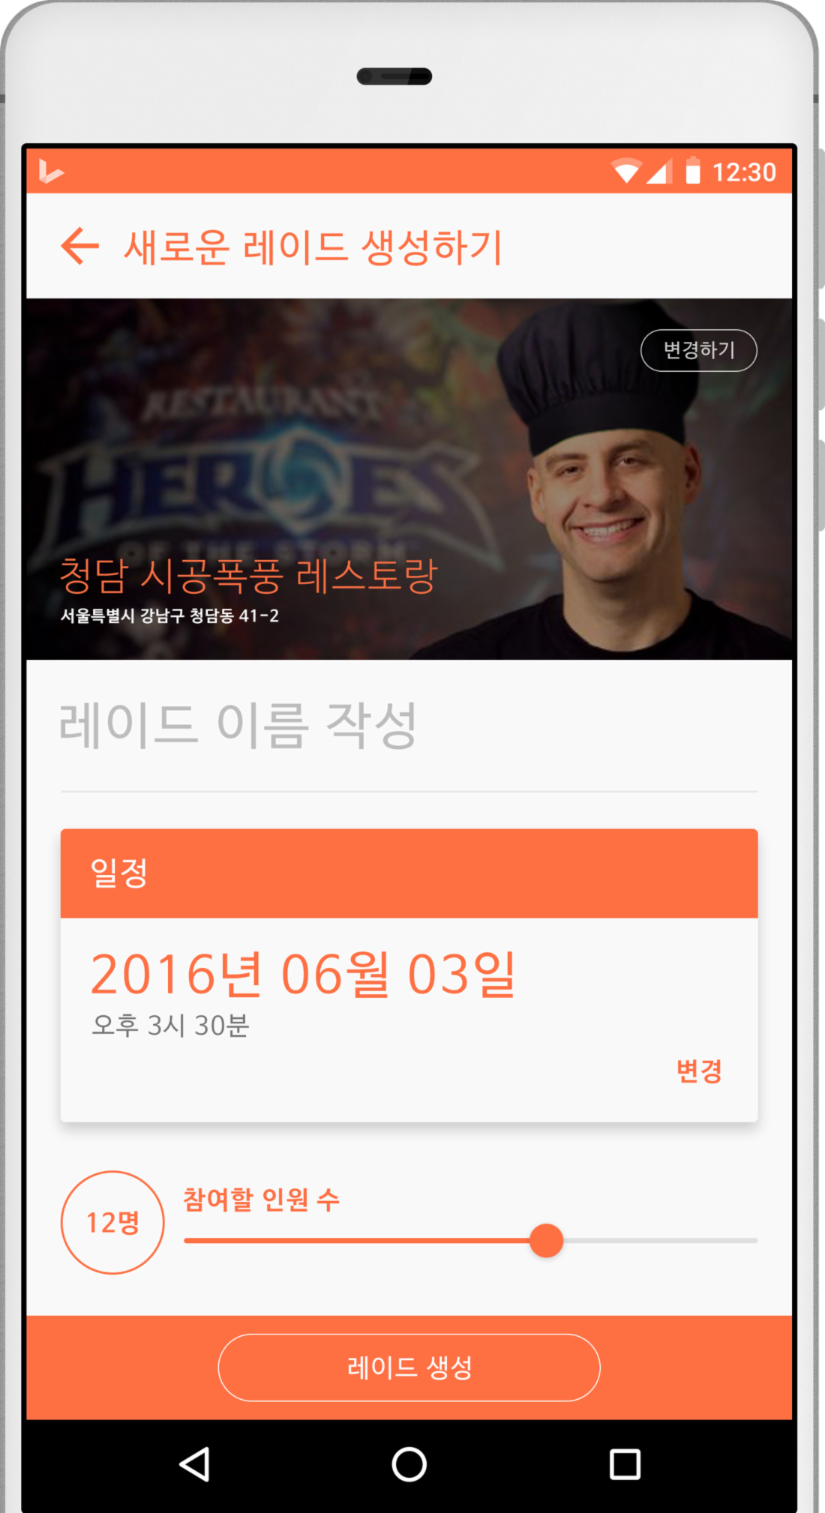 12:30
새로운 레이드 생성하기
변경하기
RESTAURANT
HEROES
OF THE STORM
청담 시공폭풍 레스토랑
서울특별시 강남구 청담동 41-2
레이드 이름 작성
일정
2016년 06월 03일
오후 3시 30분
변경
참여할 인원 수
12명
레이드 생성